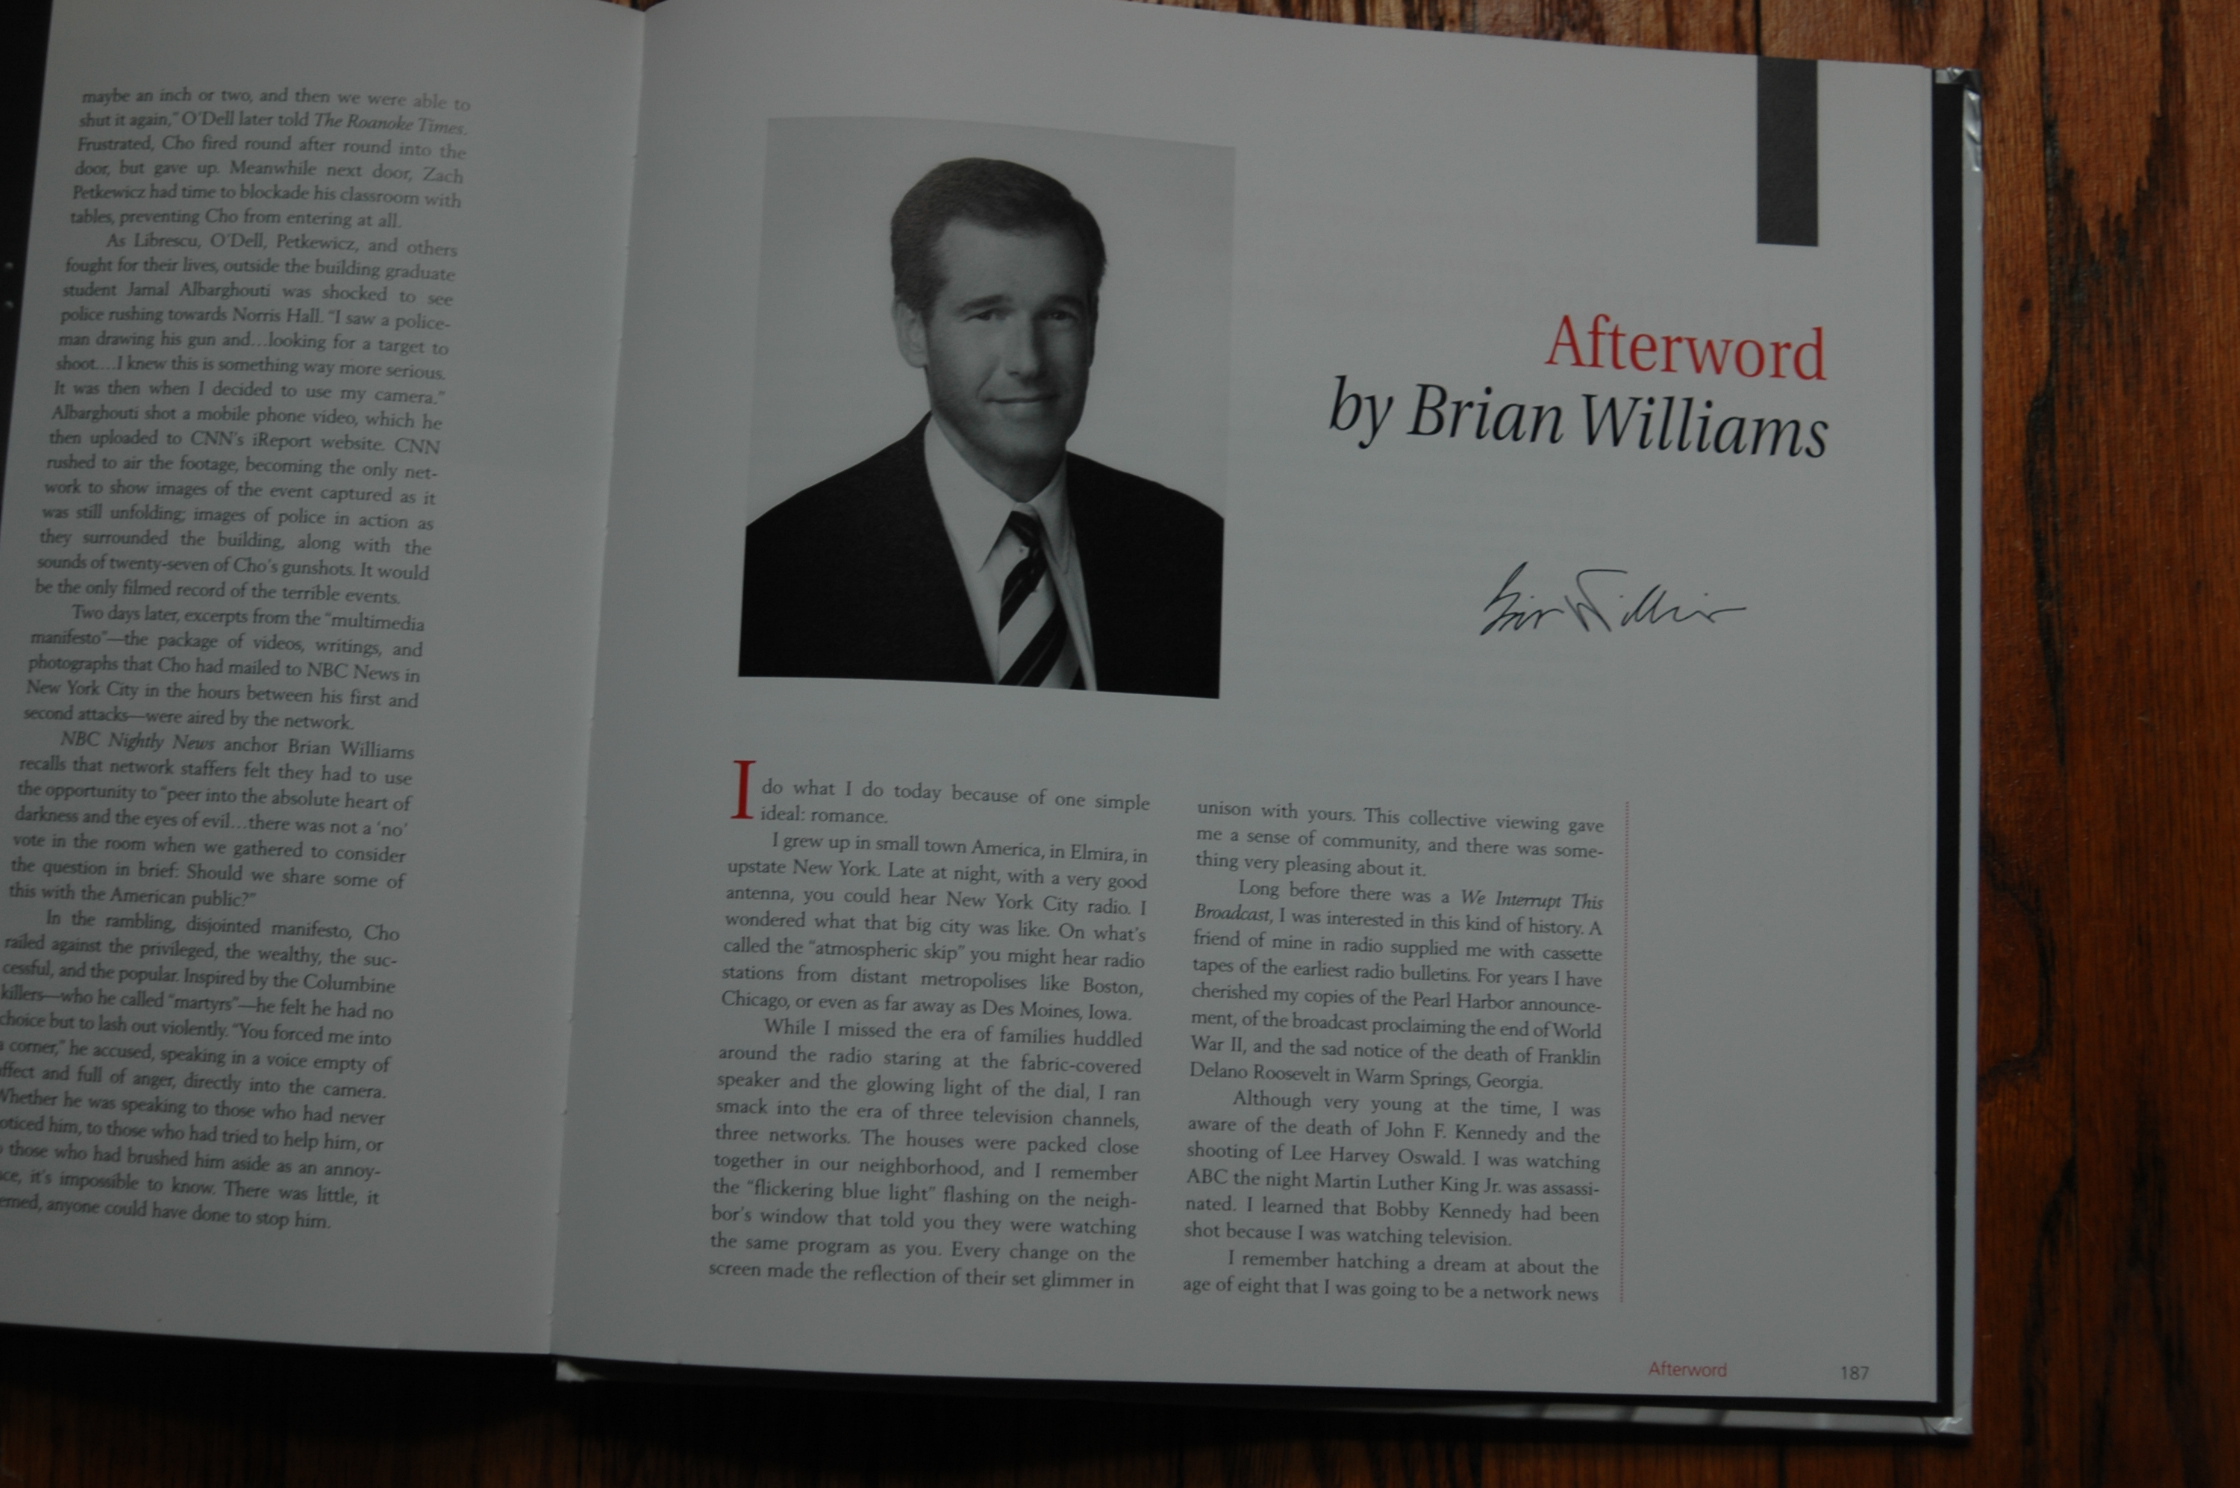 maybe an inch or two, and then we were able to
shut it again," O'Dell later told The Roanoke Times.
Frustrated, Cho fired round after round into the
door, but gave up. Meanwhile next door, Zach
Petkewicz had time to blockade his classroom with
tables, preventing Cho from entering at all.
As Librescu, O'Dell, Petkewicz, and others
fought for their lives, outside the building graduate
student Jamal Albarghouti was shocked to see
police rushing towards Norris Hall. "I saw a police-
man drawing his gun and…looking for a target to
shoot….I knew this is something way more serious.
It was then when I decided to use my camera."
Albarghouti shot a mobile phone video, which he
then uploaded to CNN's iReport website. CNN
rushed to air the footage, becoming the only net-
work to show images of the event captured as it
was still unfolding; images of police in action as
they surrounded the building, along with the
sounds of twenty-seven of Cho's gunshots. It would
be the only filmed record of the terrible events.
Two days later, excerpts from the "multimedia
manifesto"—the package of videos, writings, and
photographs that Cho had mailed to NBC News in
New York City in the hours between his first and
second attacks—were aired by the network.
NBC Nightly News anchor Brian Williams
recalls that network staffers felt they had to use
the opportunity to "peer into the absolute heart of
darkness and the eyes of evil…there was not a 'no'
vote in the room when we gathered to consider
the question in brief: Should we share some of
this with the American public?"
In the rambling, disjointed manifesto, Cho
railed against the privileged, the wealthy, the suc-
cessful, and the popular. Inspired by the Columbine
killers—who he called "martyrs"—he felt he had no
choice but to lash out violently. "You forced me into
a corner," he accused, speaking in a voice empty of
affect and full of anger, directly into the camera.
Whether he was speaking to those who had never
noticed him, to those who had tried to help him, or
those who had brushed him aside as an annoy-
ance, it's impossible to know. There was little, it
seemed, anyone could have done to stop him.
Afterword
by Brian Williams
Brian Williams
I do what I do today because of one simple
ideal: romance.
I grew up in small town America, in Elmira, in
upstate New York. Late at night, with a very good
antenna, you could hear New York City radio. I
wondered what that big city was like. On what's
called the "atmospheric skip" you might hear radio
stations from distant metropolises like Boston,
Chicago, or even as far away as Des Moines, Iowa.
While I missed the era of families huddled
around the radio staring at the fabric-covered
speaker and the glowing light of the dial, I ran
smack into the era of three television channels,
three networks. The houses were packed close
together in our neighborhood, and I remember
the "flickering blue light" flashing on the neigh-
bor's window that told you they were watching
the same program as you. Every change on the
screen made the reflection of their set glimmer in
unison with yours. This collective viewing gave
me a sense of community, and there was some-
thing very pleasing about it.
Long before there was a We Interrupt This
Broadcast, I was interested in this kind of history. A
friend of mine in radio supplied me with cassette
tapes of the earliest radio bulletins. For years I have
cherished my copies of the Pearl Harbor announce-
ment, of the broadcast proclaiming the end of World
War II, and the sad notice of the death of Franklin
Delano Roosevelt in Warm Springs, Georgia.
Although very young at the time, I was
aware of the death of John F. Kennedy and the
shooting of Lee Harvey Oswald. I was watching
ABC the night Martin Luther King Jr. was assassi-
nated. I learned that Bobby Kennedy had been
shot because I was watching television.
I remember hatching a dream at about the
age of eight that I was going to be a network news
Afterword 187